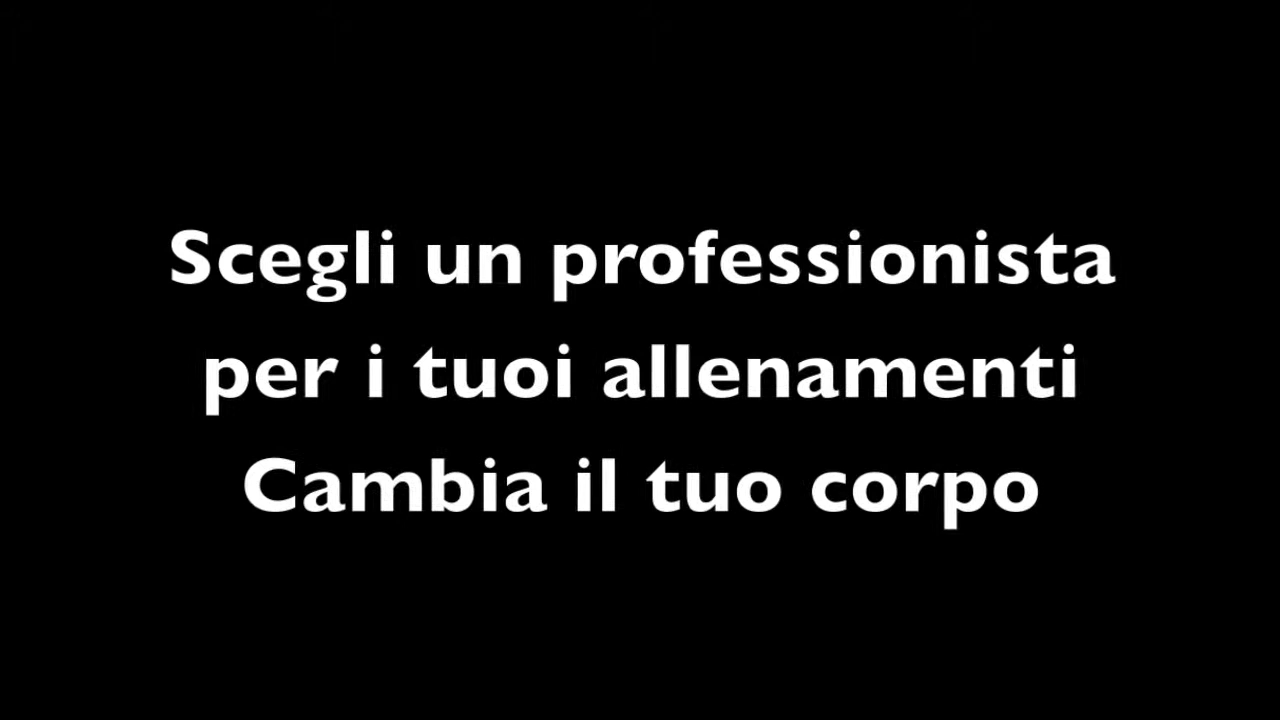 Scegli un professionista
per i tuoi allenamenti
Cambia il tuo corpo